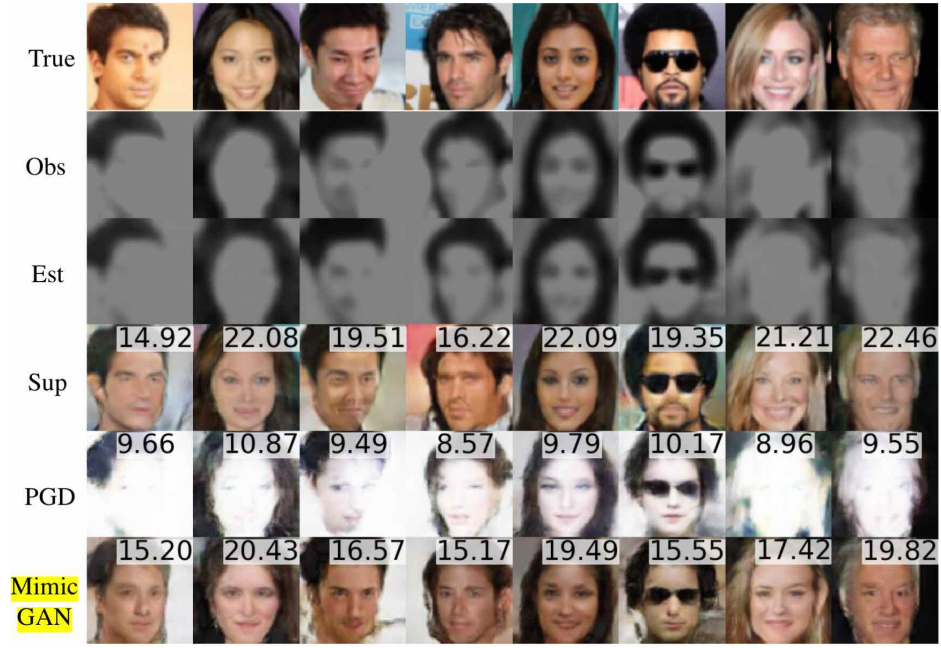 True
Obs
Est
Sup
14.92 22.08 19.51 16.22 22.09 19.35 21.21 22.46
PGD
9.66 10.87 9.49 8.57 9.79 10.17 8.96 9.55
Mimic
GAN
15.20 20.43 16.57 15.17 19.49 15.55 17.42 19.82